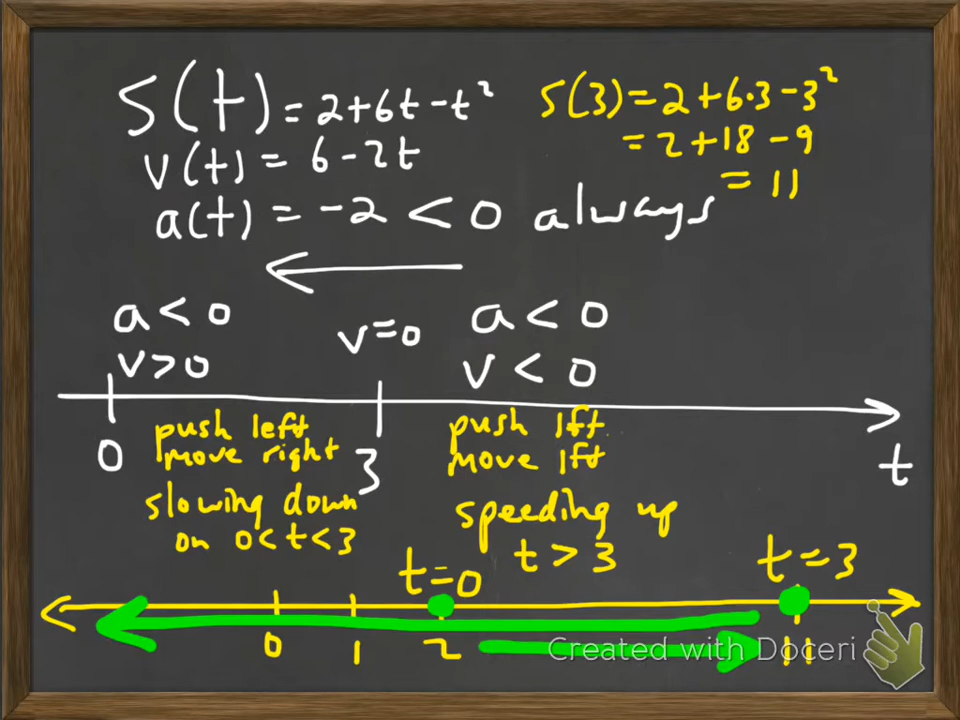 S(t) = 2+6t-t²
v(t) = 6-2t
a(t) = -2 < 0 always
S(3) = 2+6·3-3²
= 2+18-9
= 11
a < 0
v > 0
v=0
a < 0
v < 0
0
3
t
push left
move right
slowing down
on 0<t<3
push lft
move lft
speeding up
t > 3
t=0
t=3
0 1 2 11
Created with Doceri